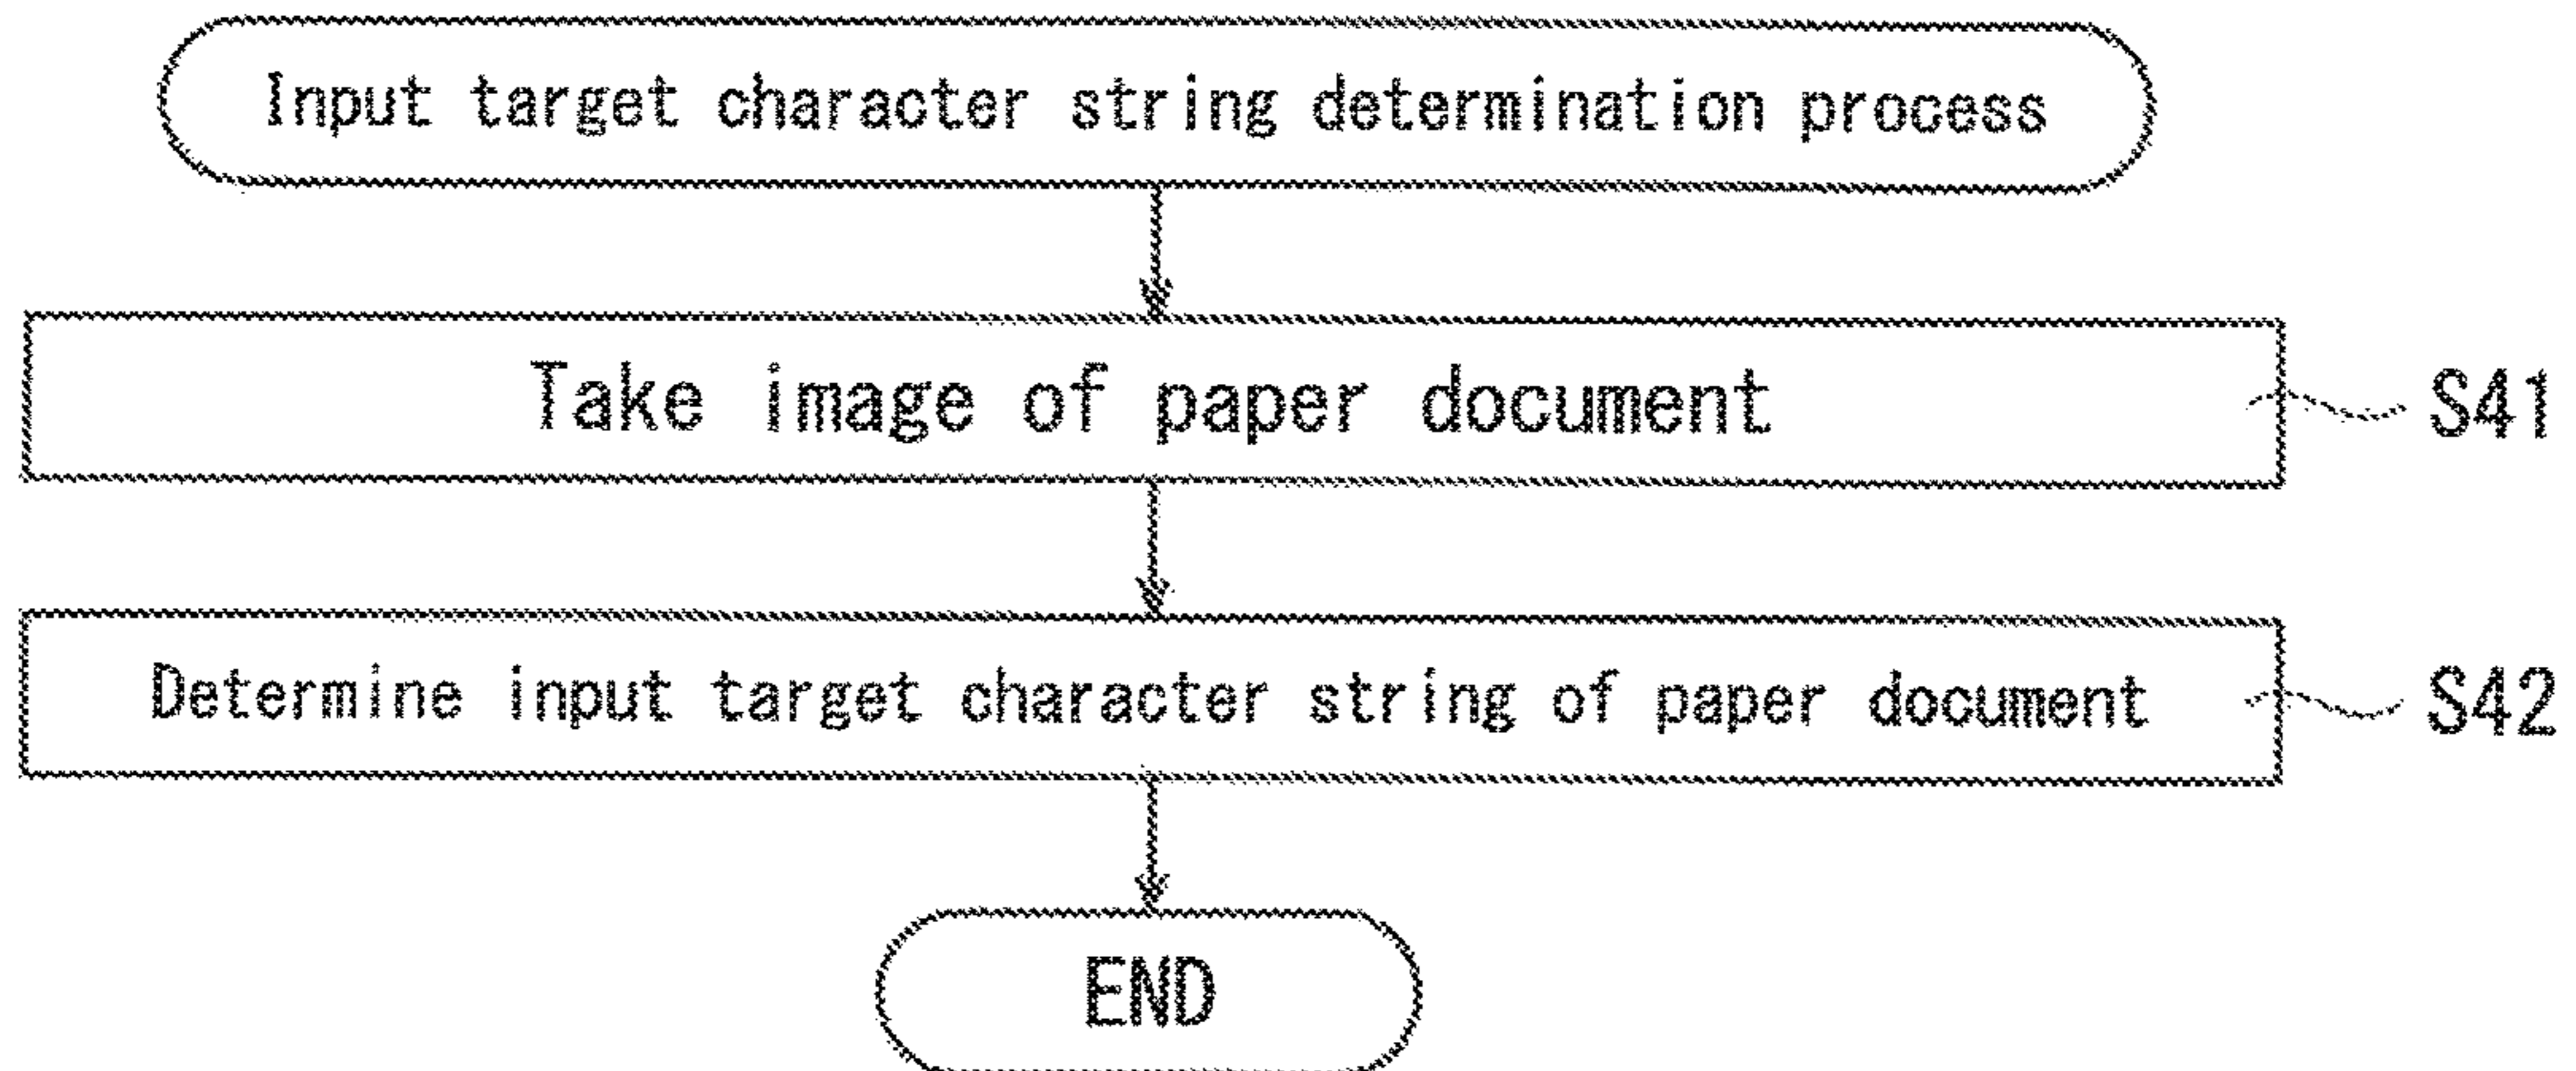 Input target character string determination process
Take image of paper document
S41
Determine input target character string of paper document
S42
END